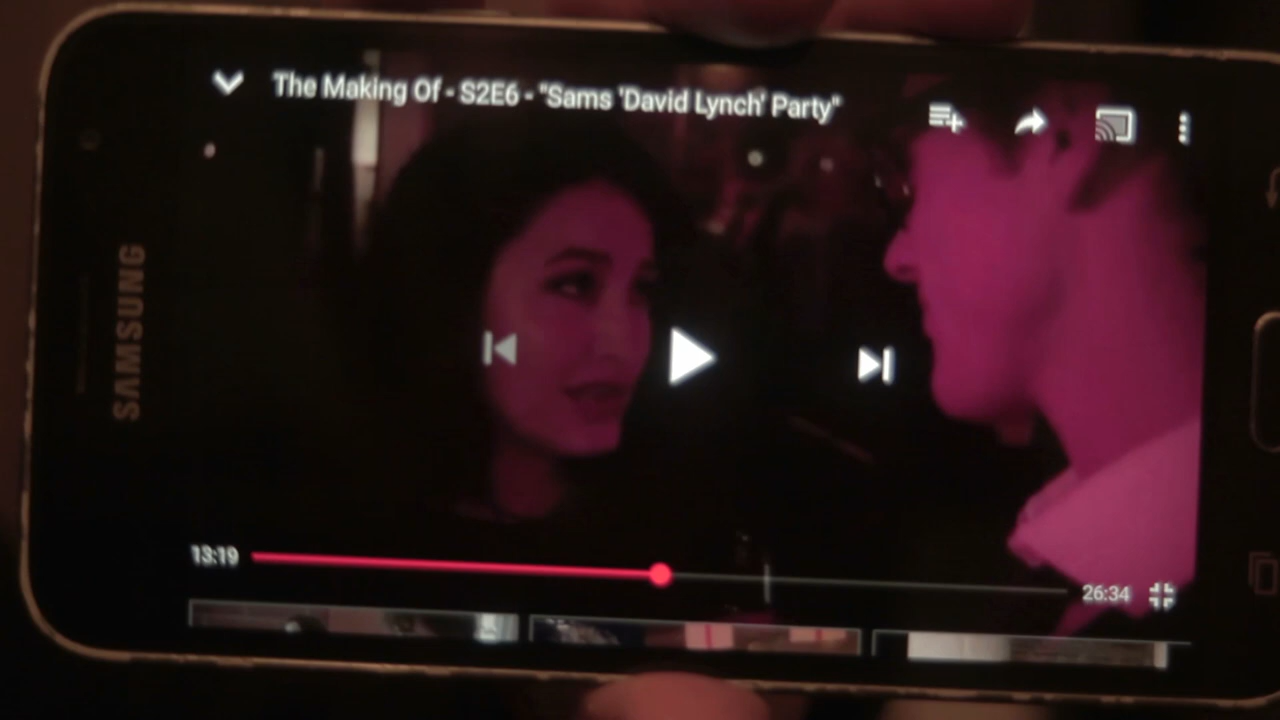 The Making Of - S2E6 - "Sams 'David Lynch' Party"
SAMSUNG
13:19
26:34